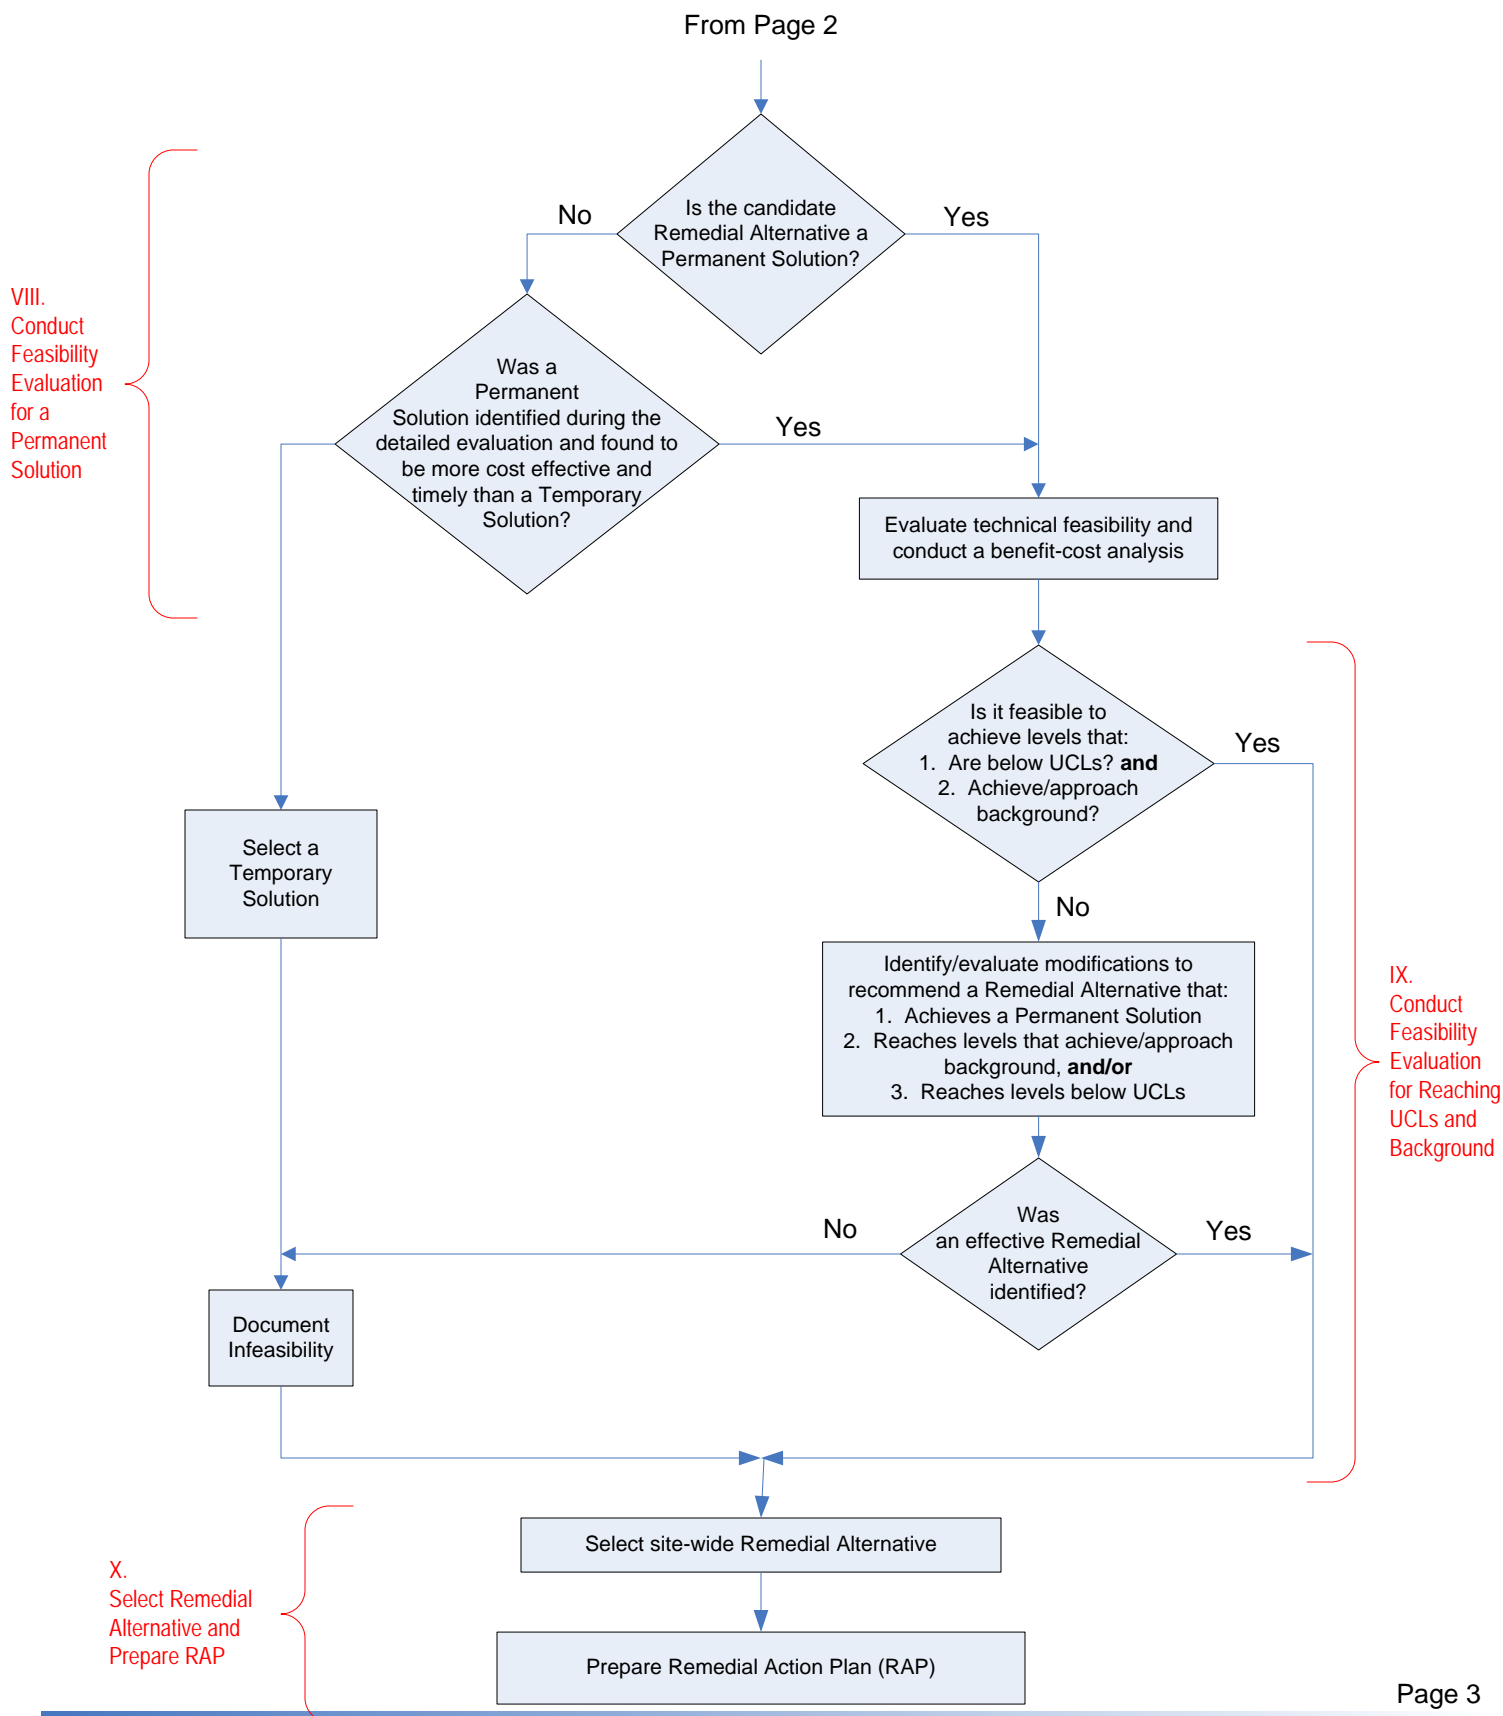 From Page 2
Is the candidate
Remedial Alternative a
Permanent Solution?
No
Yes
VIII.
Conduct
Feasibility
Evaluation
for a
Permanent
Solution
Was a
Permanent
Solution identified during the
detailed evaluation and found to
be more cost effective and
timely than a Temporary
Solution?
Yes
Evaluate technical feasibility and
conduct a benefit-cost analysis
Is it feasible to
achieve levels that:
1. Are below UCLs? and
2. Achieve/approach
background?
Yes
Select a
Temporary
Solution
No
Identify/evaluate modifications to
recommend a Remedial Alternative that:
1. Achieves a Permanent Solution
2. Reaches levels that achieve/approach
background, and/or
3. Reaches levels below UCLs
IX.
Conduct
Feasibility
Evaluation
for Reaching
UCLs and
Background
Was
an effective Remedial
Alternative
identified?
No
Yes
Document
Infeasibility
Select site-wide Remedial Alternative
X.
Select Remedial
Alternative and
Prepare RAP
Prepare Remedial Action Plan (RAP)
Page 3